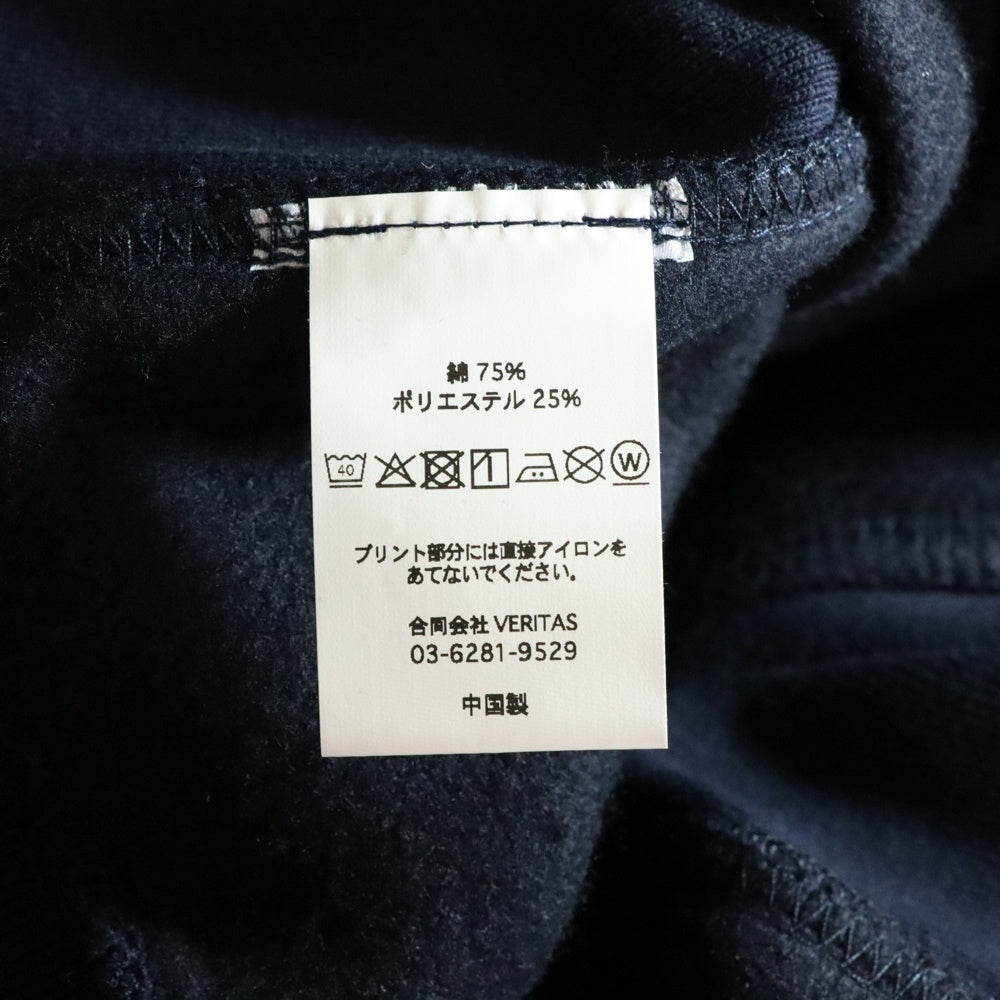 綿 75%
ポリエステル 25%
40 W
プリント部分には直接アイロンを
あてないでください。
合同会社 VERITAS
03-6281-9529
中国製